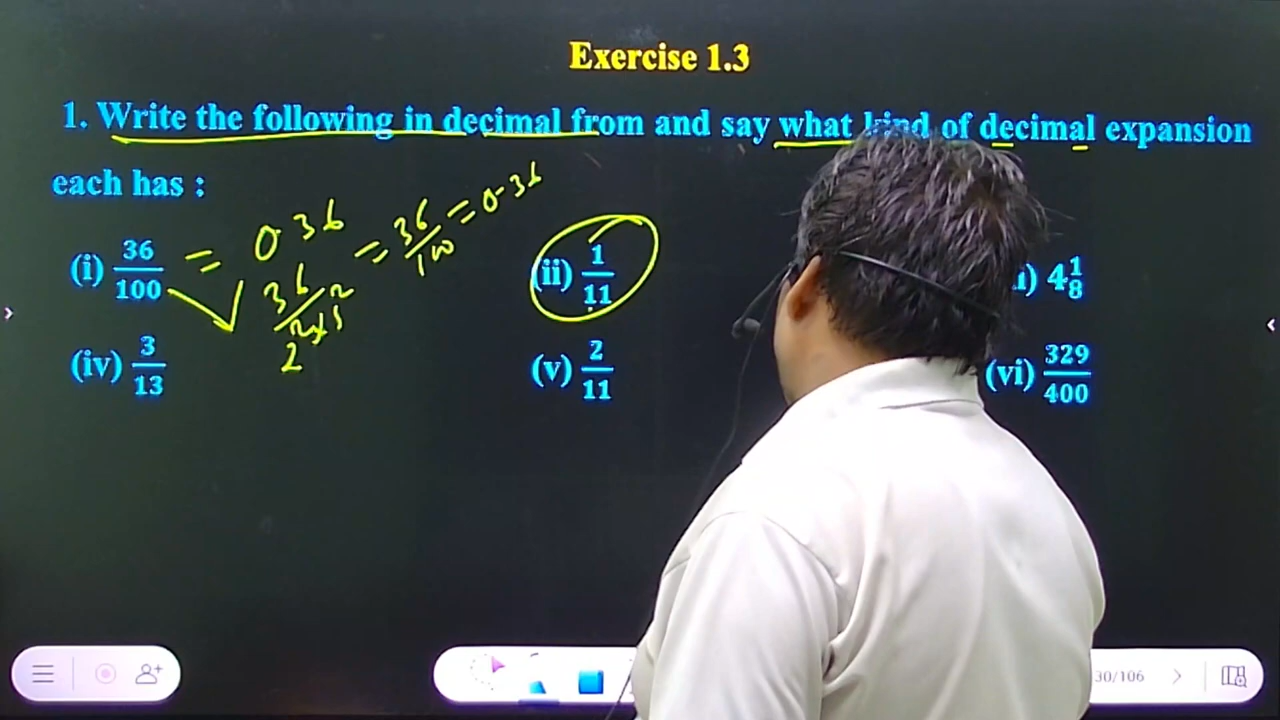 Exercise 1.3
1. Write the following in decimal from and say what kind of decimal expansion
each has :
(i) 36/100 = 0.36 = 36/100 = 0.36
36/2²×5²
(ii) 1/11
) 4 1/8
(iv) 3/13
(v) 2/11
(vi) 329/400
30/106